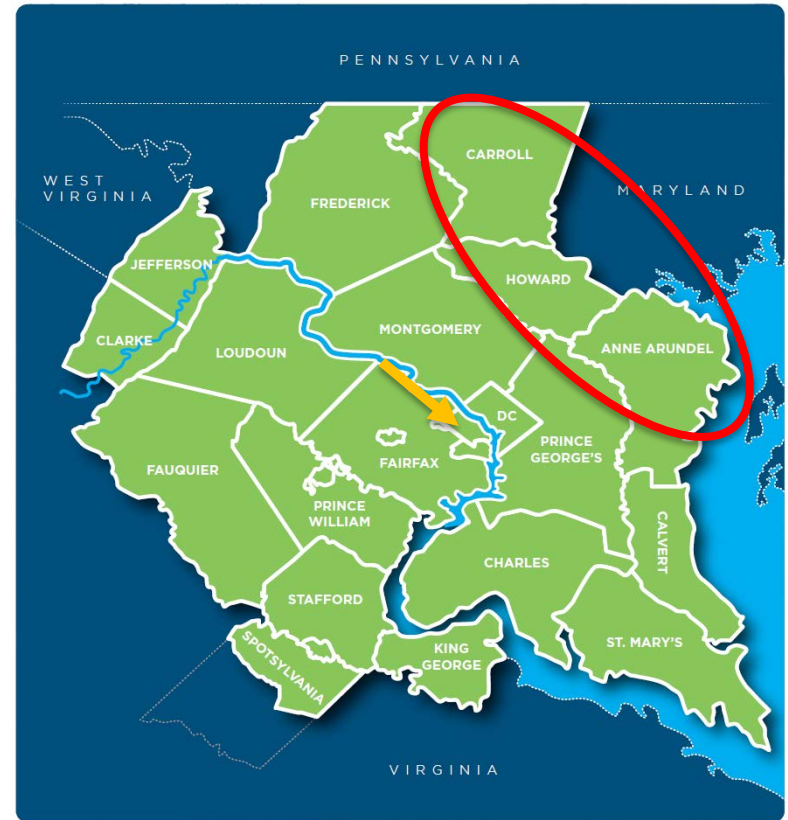 PENNSYLVANIA
CARROLL
WEST
VIRGINIA
MARYLAND
FREDERICK
JEFFERSON
HOWARD
CLARKE
LOUDOUN
MONTGOMERY
ANNE ARUNDEL
DC
FAUQUIER
FAIRFAX
PRINCE
GEORGE'S
PRINCE
WILLIAM
CALVERT
CHARLES
STAFFORD
SPOTSYLVANIA
KING
GEORGE
ST. MARY'S
VIRGINIA